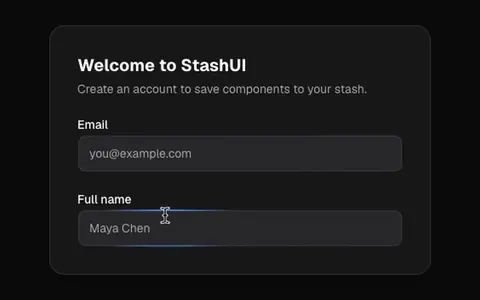 Welcome to StashUI
Create an account to save components to your stash.
Email
you@example.com
Full name
Maya Chen